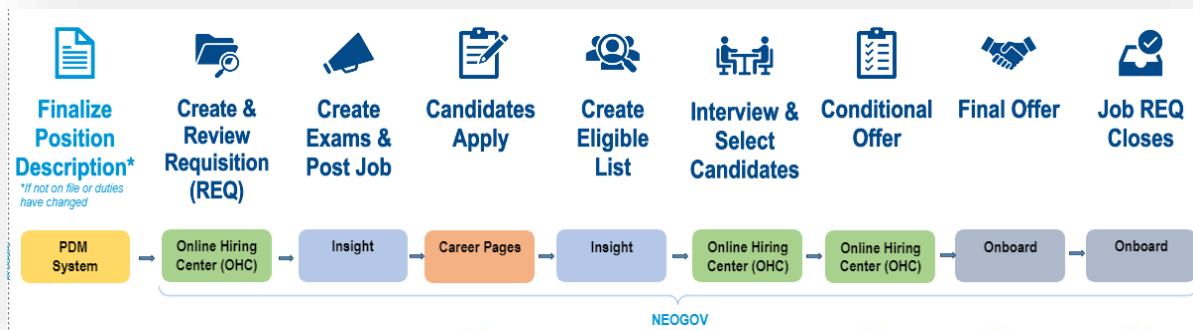 Finalize
Position
Description*
*If not on file or duties
have changed
Create &
Review
Requisition
(REQ)
Create
Exams &
Post Job
Candidates
Apply
Create
Eligible
List
Interview &
Select
Candidates
Conditional
Offer
Final Offer
Job REQ
Closes
PDM
System
Online Hiring
Center (OHC)
Insight
Career Pages
Insight
Online Hiring
Center (OHC)
Online Hiring
Center (OHC)
Onboard
Onboard
NEOGOV